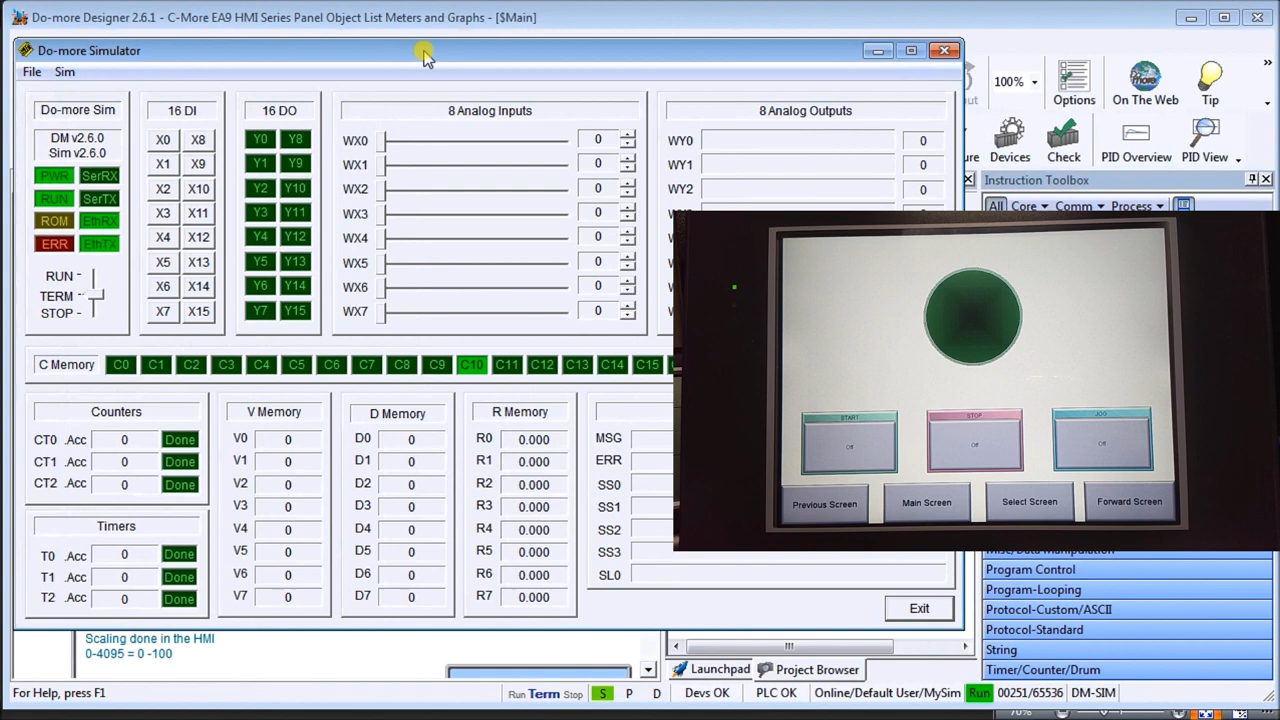 Do-more Designer 2.6.1 - C-More EA9 HMI Series Panel Object List Meters and Graphs - [$Main]
Do-more Simulator
File Sim
100% Options On The Web Tip
Devices Check PID Overview PID View
Instruction Toolbox
All Core Comm Process
Do-more Sim
DM v2.6.0
Sim v2.6.0
PWR SerRX
RUN SerTX
ROM EthRX
ERR EthTX
RUN
TERM
STOP
16 DI
X0 X8
X1 X9
X2 X10
X3 X11
X4 X12
X5 X13
X6 X14
X7 X15
16 DO
Y0 Y8
Y1 Y9
Y2 Y10
Y3 Y11
Y4 Y12
Y5 Y13
Y6 Y14
Y7 Y15
8 Analog Inputs
WX0 0
WX1 0
WX2 0
WX3 0
WX4 0
WX5 0
WX6 0
WX7 0
8 Analog Outputs
WY0 0
WY1 0
WY2 0
C Memory C0 C1 C2 C3 C4 C5 C6 C7 C8 C9 C10 C11 C12 C13 C14 C15
Counters
CT0 .Acc 0 Done
CT1 .Acc 0 Done
CT2 .Acc 0 Done
Timers
T0 .Acc 0 Done
T1 .Acc 0 Done
T2 .Acc 0 Done
V Memory
V0 0
V1 0
V2 0
V3 0
V4 0
V5 0
V6 0
V7 0
D Memory
D0 0
D1 0
D2 0
D3 0
D4 0
D5 0
D6 0
D7 0
R Memory
R0 0.000
R1 0.000
R2 0.000
R3 0.000
R4 0.000
R5 0.000
R6 0.000
R7 0.000
MSG
ERR
SS0
SS1
SS2
SS3
SL0
Exit
START STOP JOG
Off Off Off
Previous Screen Main Screen Select Screen Forward Screen
Program Control
Program-Looping
Protocol-Custom/ASCII
Protocol-Standard
String
Timer/Counter/Drum
Scaling done in the HMI
0-4095 = 0 -100
Launchpad Project Browser
For Help, press F1 Run Term Stop S P D Devs OK PLC OK Online/Default User/MySim Run 00251/65536 DM-SIM
70%